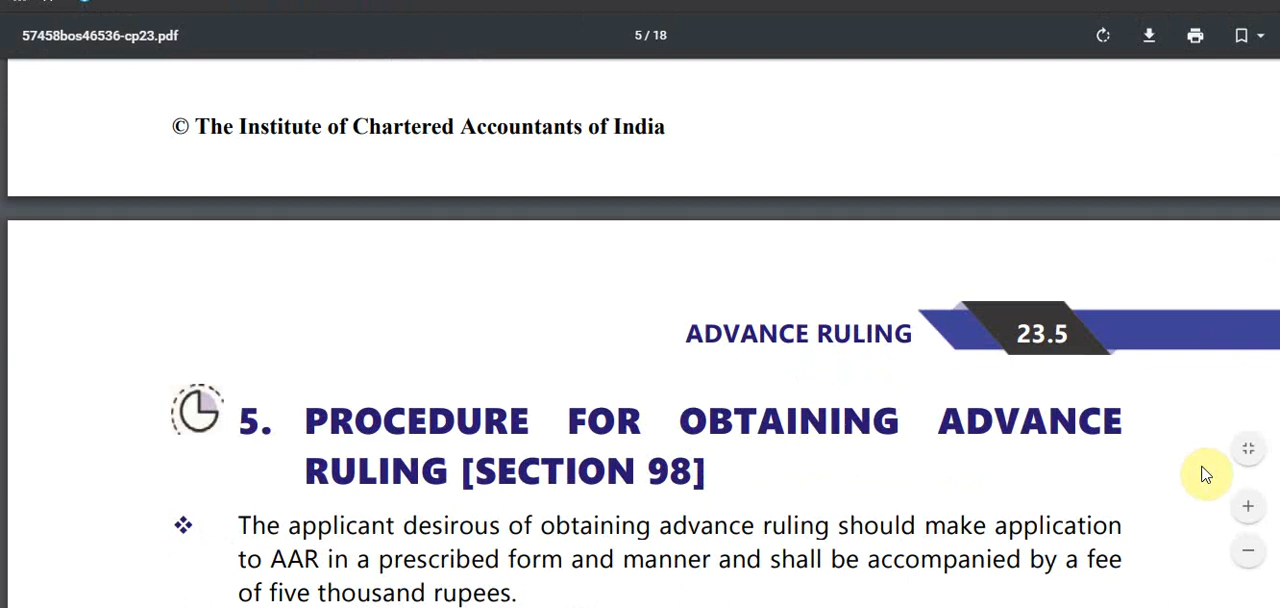 57458bos46536-cp23.pdf
5 / 18
© The Institute of Chartered Accountants of India
ADVANCE RULING
23.5
5. PROCEDURE FOR OBTAINING ADVANCE
RULING [SECTION 98]
❖ The applicant desirous of obtaining advance ruling should make application
to AAR in a prescribed form and manner and shall be accompanied by a fee
of five thousand rupees.